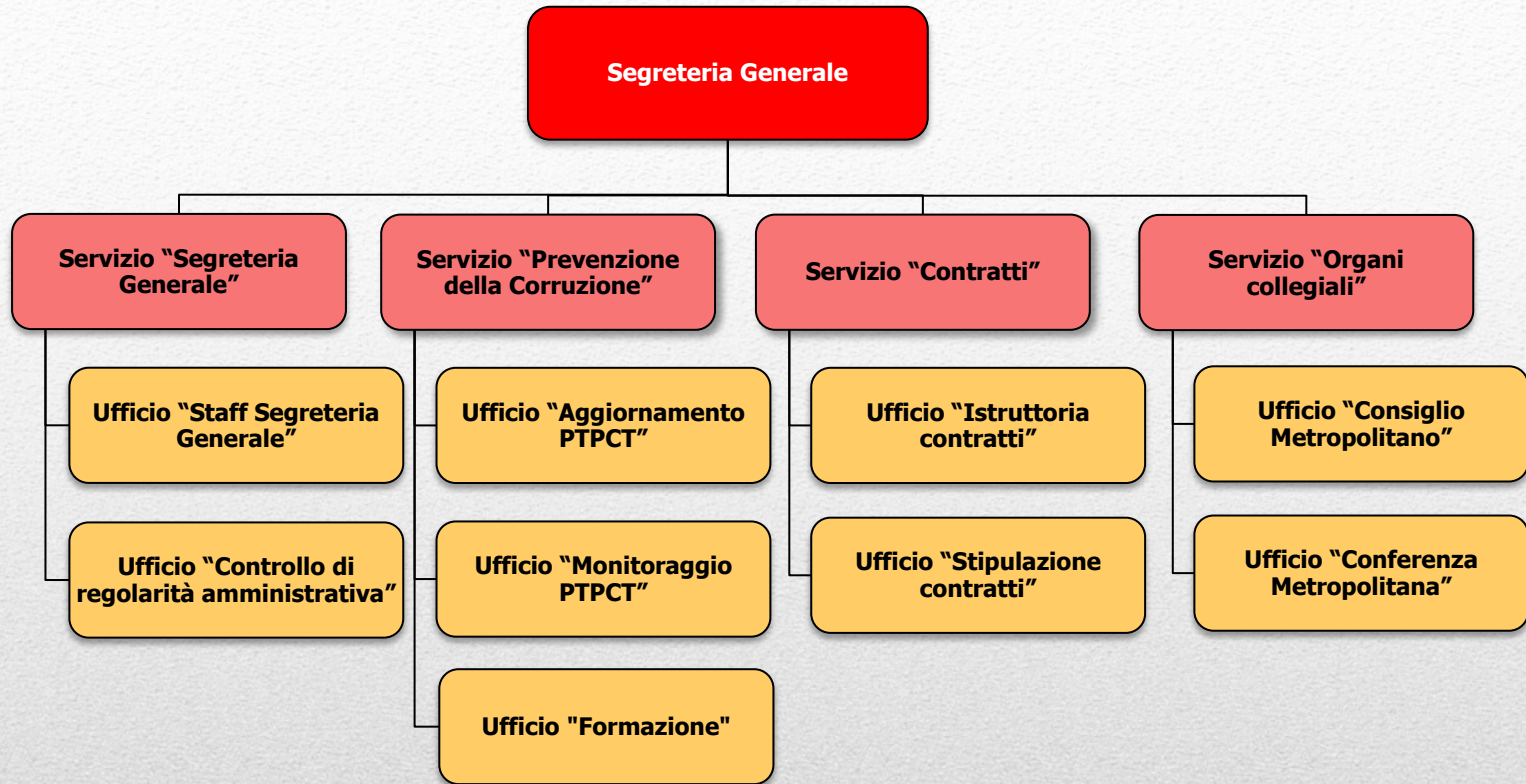 Segreteria Generale
Servizio “Segreteria
Generale”
Servizio “Prevenzione
della Corruzione”
Servizio “Contratti”
Servizio “Organi
collegiali”
Ufficio “Staff Segreteria
Generale”
Ufficio “Aggiornamento
PTPCT”
Ufficio “Istruttoria
contratti”
Ufficio “Consiglio
Metropolitano”
Ufficio “Controllo di
regolarità amministrativa”
Ufficio “Monitoraggio
PTPCT”
Ufficio “Stipulazione
contratti”
Ufficio “Conferenza
Metropolitana”
Ufficio "Formazione"